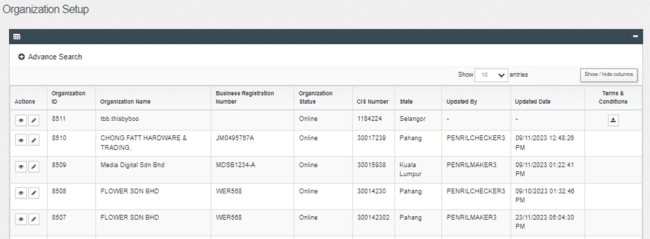 Organization Setup
Advance Search
Show 10 entries
Show / hide columns
Actions Organization ID Organization Name Business Registration Number Organization Status CIS Number State Updated By Updated Date Terms & Conditions
8511 tbb.thisbyboo Online 1184224 Selangor - -
8510 CHONG FATT HARDWARE & TRADING, JM0495767A Online 30017239 Pahang PENRILCHECKER3 09/11/2023 12:48:26 PM
8509 Media Digital Sdn Bhd MDSB1234-A Online 30015938 Kuala Lumpur PENRILMAKER3 09/11/2023 01:22:41 PM
8508 FLOWER SDN BHD WER568 Online 30014230 Pahang PENRILCHECKER3 09/10/2023 01:32:46 PM
8507 FLOWER SDN BHD WER568 Online 300142302 Pahang PENRILMAKER3 23/11/2023 05:04:30 PM